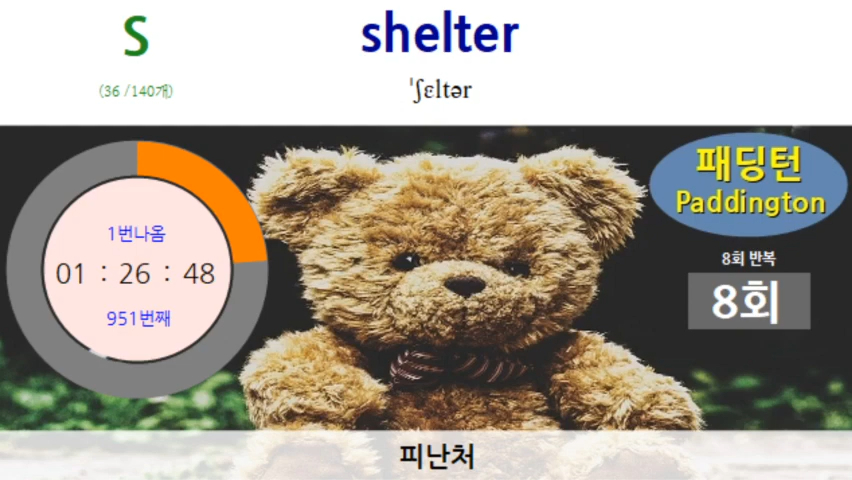 S
(36 /140개)
shelter
ˈʃɛltər
1번나옴
01 : 26 : 48
951번째
패딩턴
Paddington
8회 반복
8회
피난처